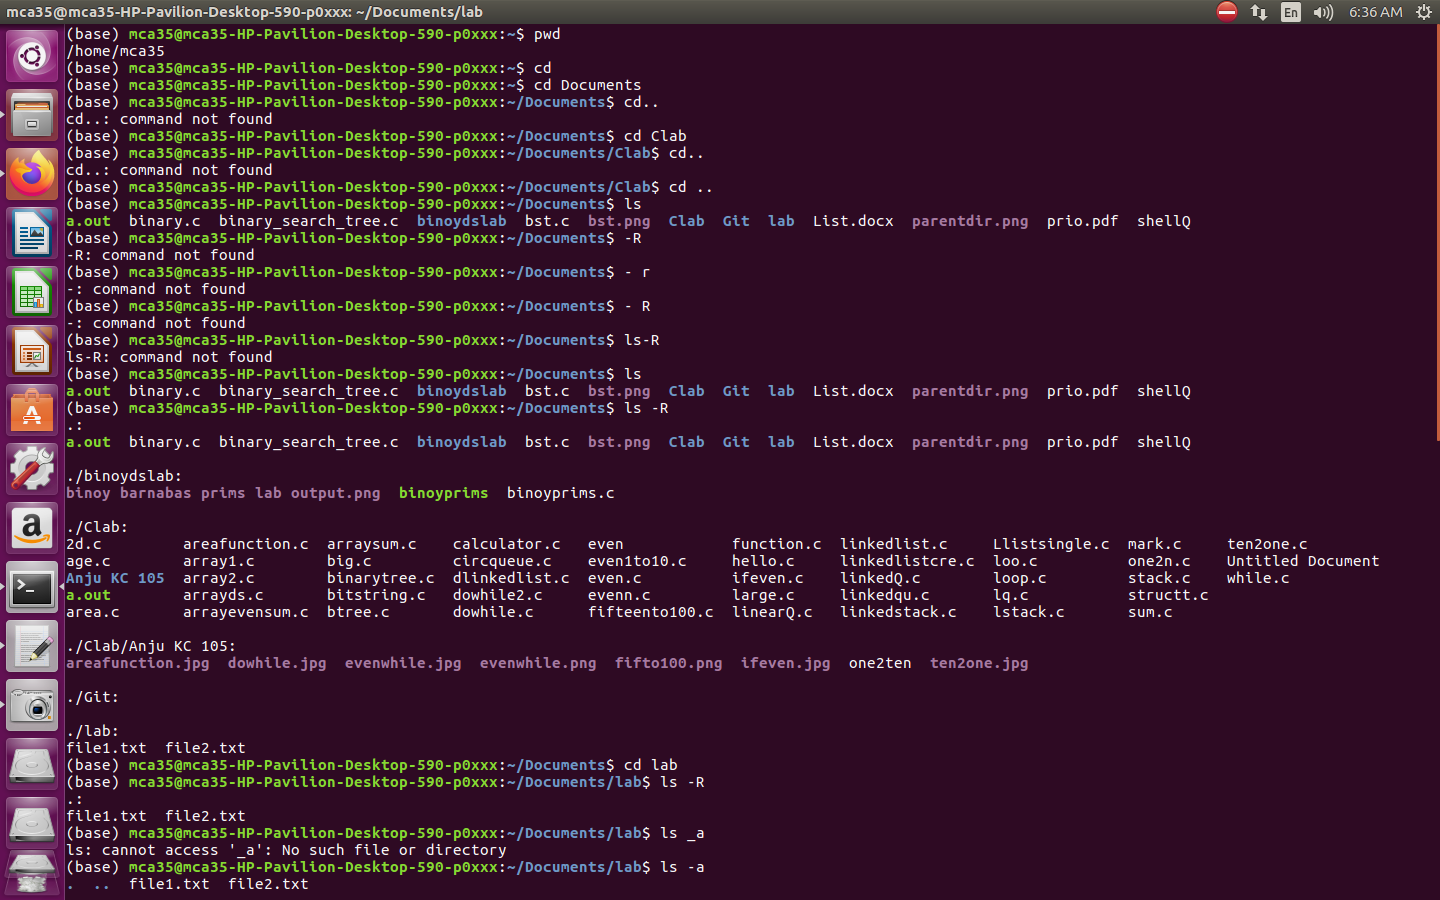 mca35@mca35-HP-Pavilion-Desktop-590-p0xxx: ~/Documents/lab
En 6:36 AM
(base) mca35@mca35-HP-Pavilion-Desktop-590-p0xxx:~$ pwd
/home/mca35
(base) mca35@mca35-HP-Pavilion-Desktop-590-p0xxx:~$ cd
(base) mca35@mca35-HP-Pavilion-Desktop-590-p0xxx:~$ cd Documents
(base) mca35@mca35-HP-Pavilion-Desktop-590-p0xxx:~/Documents$ cd..
cd..: command not found
(base) mca35@mca35-HP-Pavilion-Desktop-590-p0xxx:~/Documents$ cd Clab
(base) mca35@mca35-HP-Pavilion-Desktop-590-p0xxx:~/Documents/Clab$ cd..
cd..: command not found
(base) mca35@mca35-HP-Pavilion-Desktop-590-p0xxx:~/Documents/Clab$ cd ..
(base) mca35@mca35-HP-Pavilion-Desktop-590-p0xxx:~/Documents$ ls
a.out  binary.c  binary_search_tree.c  binoydslab  bst.c  bst.png  Clab  Git  lab  List.docx  parentdir.png  prio.pdf  shellQ
(base) mca35@mca35-HP-Pavilion-Desktop-590-p0xxx:~/Documents$ -R
-R: command not found
(base) mca35@mca35-HP-Pavilion-Desktop-590-p0xxx:~/Documents$ - r
-: command not found
(base) mca35@mca35-HP-Pavilion-Desktop-590-p0xxx:~/Documents$ - R
-: command not found
(base) mca35@mca35-HP-Pavilion-Desktop-590-p0xxx:~/Documents$ ls-R
ls-R: command not found
(base) mca35@mca35-HP-Pavilion-Desktop-590-p0xxx:~/Documents$ ls
a.out  binary.c  binary_search_tree.c  binoydslab  bst.c  bst.png  Clab  Git  lab  List.docx  parentdir.png  prio.pdf  shellQ
(base) mca35@mca35-HP-Pavilion-Desktop-590-p0xxx:~/Documents$ ls -R
.:
a.out  binary.c  binary_search_tree.c  binoydslab  bst.c  bst.png  Clab  Git  lab  List.docx  parentdir.png  prio.pdf  shellQ
./binoydslab:
binoy barnabas prims lab output.png  binoyprims  binoyprims.c
./Clab:
2d.c  areafunction.c  arraysum.c  calculator.c  even  function.c  linkedlist.c  Llistsingle.c  mark.c  ten2one.c
age.c  array1.c  big.c  circqueue.c  even1to10.c  hello.c  linkedlistcre.c  loo.c  one2n.c  Untitled Document
Anju KC 105  array2.c  binarytree.c  dlinkedlist.c  even.c  ifeven.c  linkedQ.c  loop.c  stack.c  while.c
a.out  arrayds.c  bitstring.c  dowhile2.c  evenn.c  large.c  linkedqu.c  lq.c  structt.c
area.c  arrayevensum.c  btree.c  dowhile.c  fifteento100.c  linearQ.c  linkedstack.c  lstack.c  sum.c
./Clab/Anju KC 105:
areafunction.jpg  dowhile.jpg  evenwhile.jpg  evenwhile.png  fifto100.png  ifeven.jpg  one2ten  ten2one.jpg
./Git:
./lab:
file1.txt  file2.txt
(base) mca35@mca35-HP-Pavilion-Desktop-590-p0xxx:~/Documents$ cd lab
(base) mca35@mca35-HP-Pavilion-Desktop-590-p0xxx:~/Documents/lab$ ls -R
.:
file1.txt  file2.txt
(base) mca35@mca35-HP-Pavilion-Desktop-590-p0xxx:~/Documents/lab$ ls _a
ls: cannot access '_a': No such file or directory
(base) mca35@mca35-HP-Pavilion-Desktop-590-p0xxx:~/Documents/lab$ ls -a
.  ..  file1.txt  file2.txt